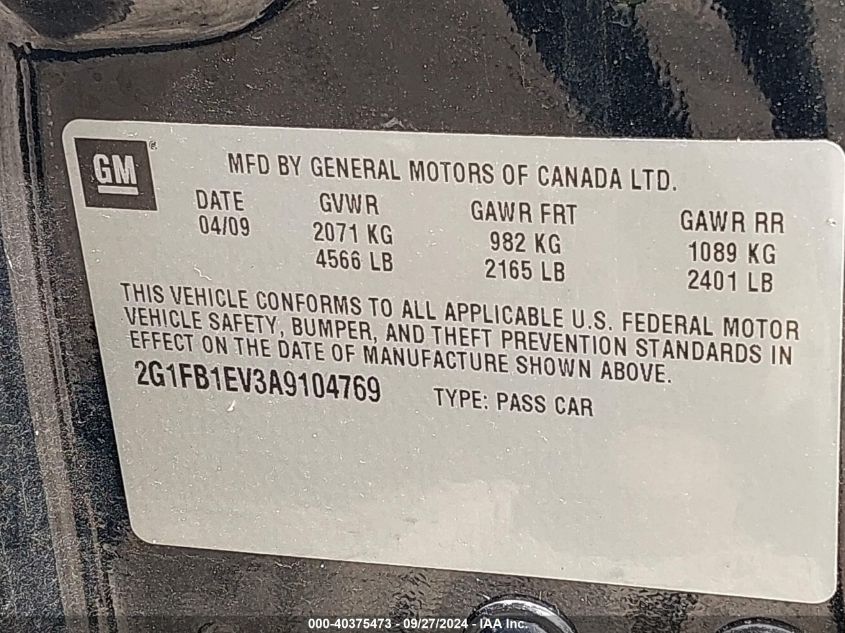 GM ®
MFD BY GENERAL MOTORS OF CANADA LTD.
DATE GVWR GAWR FRT GAWR RR
04/09 2071 KG 982 KG 1089 KG
4566 LB 2165 LB 2401 LB
THIS VEHICLE CONFORMS TO ALL APPLICABLE U.S. FEDERAL MOTOR
VEHICLE SAFETY, BUMPER, AND THEFT PREVENTION STANDARDS IN
EFFECT ON THE DATE OF MANUFACTURE SHOWN ABOVE.
2G1FB1EV3A9104769 TYPE: PASS CAR
000-40375473 - 09/27/2024 - IAA Inc.